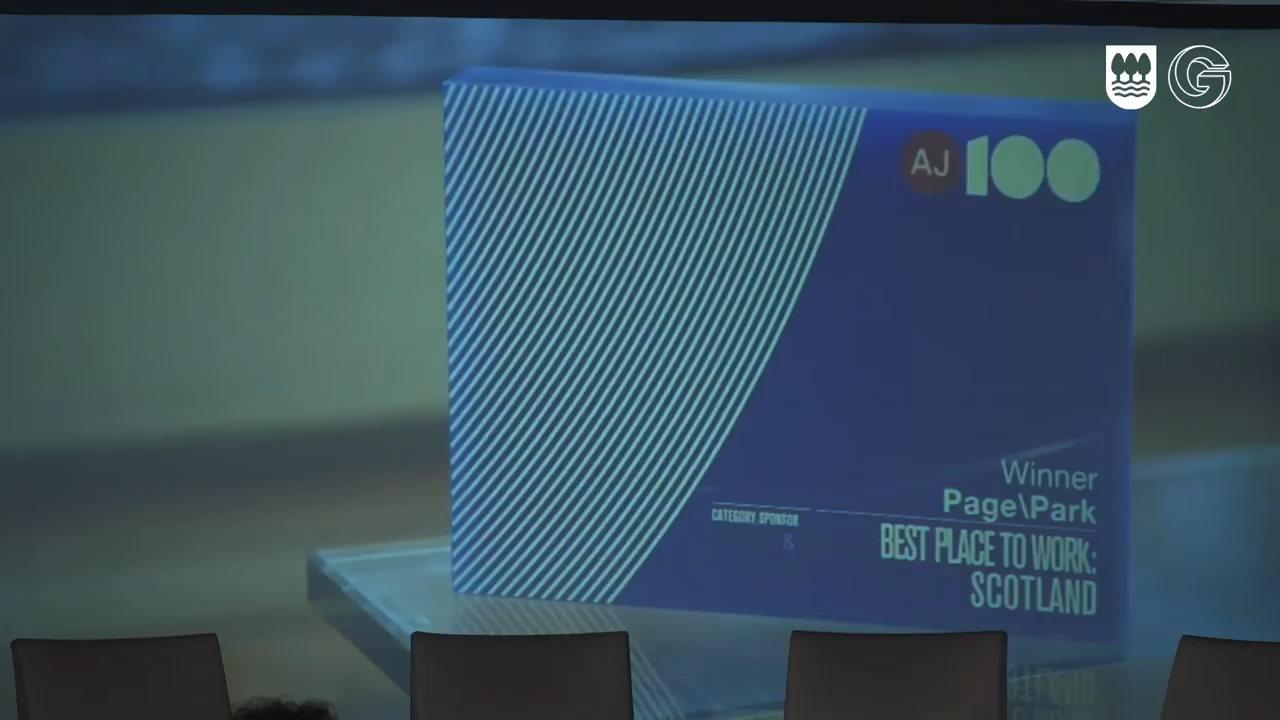 AJ 100
Winner
Page\Park
CATEGORY SPONSOR
&
BEST PLACE TO WORK:
SCOTLAND
G